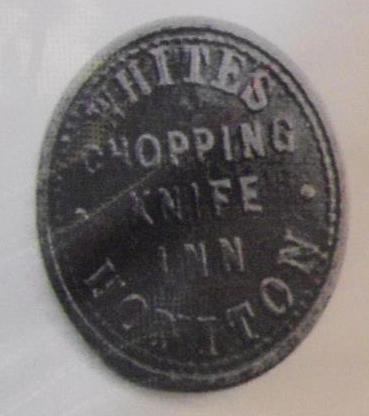 WHITES
CHOPPING
KNIFE
INN
HONITON